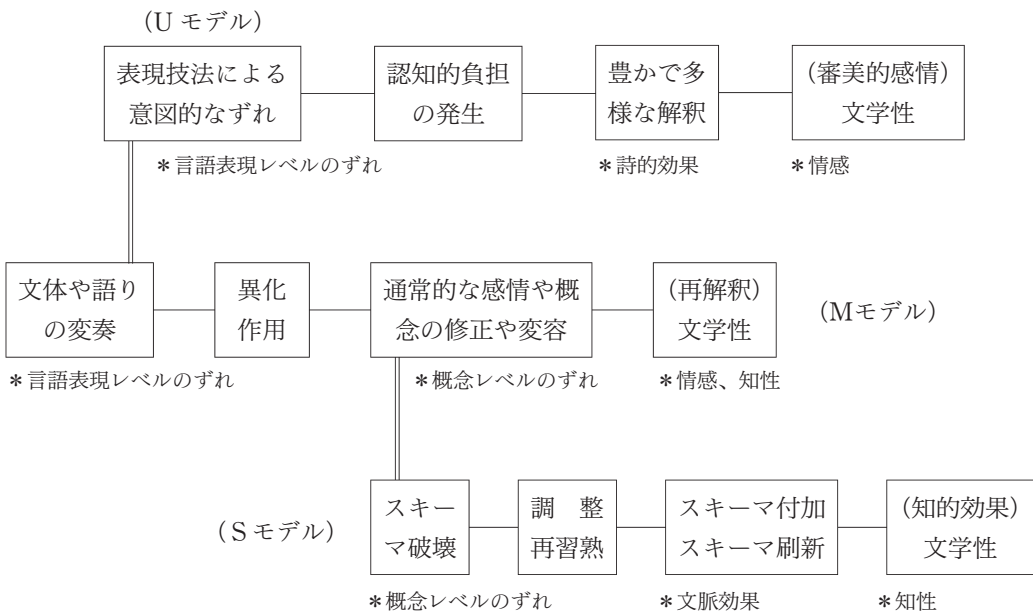 (U モデル)
表現技法による
意図的なずれ
認知的負担
の発生
豊かで多
様な解釈
(審美的感情)
文学性
＊言語表現レベルのずれ
＊詩的効果
＊情感
文体や語り
の変奏
異化
作用
通常的な感情や概
念の修正や変容
(再解釈)
文学性
(Mモデル)
＊言語表現レベルのずれ
＊概念レベルのずれ
＊情感、知性
(S モデル)
スキー
マ破壊
調 整
再習熟
スキーマ付加
スキーマ刷新
(知的効果)
文学性
＊概念レベルのずれ
＊文脈効果
＊知性